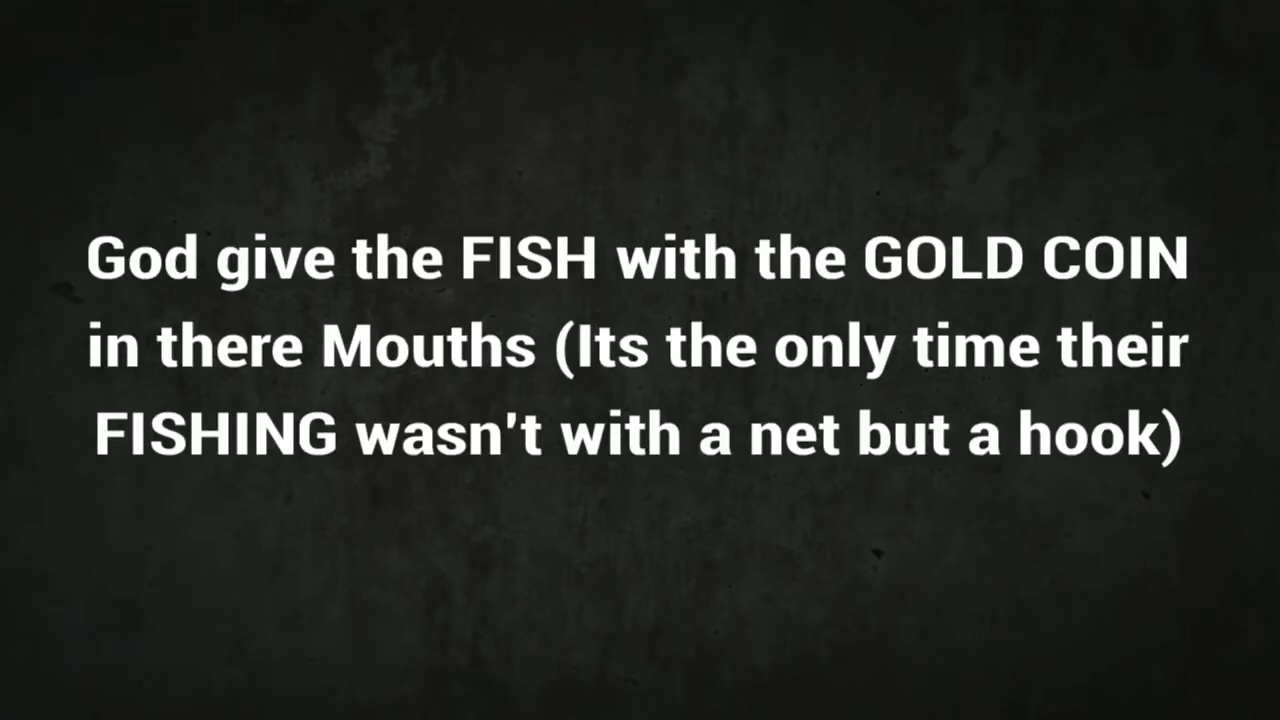 God give the FISH with the GOLD COIN
in there Mouths (Its the only time their
FISHING wasn't with a net but a hook)